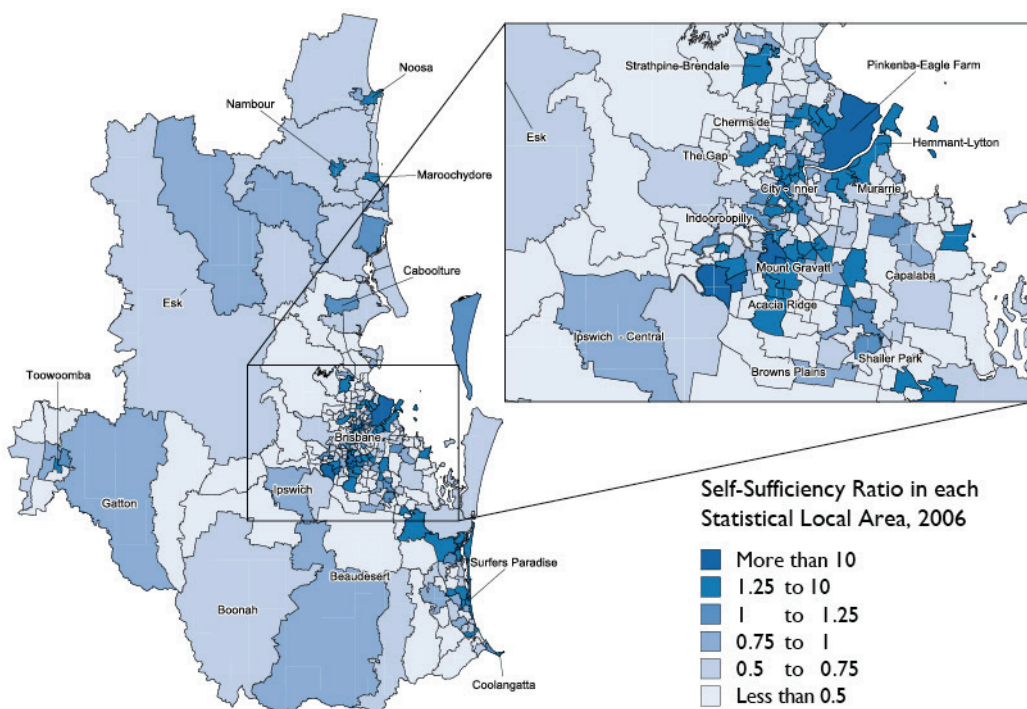 Noosa
Nambour
Maroochydore
Caboolture
Esk
Toowoomba
Gatton
Brisbane
Ipswich
Beaudesert
Boonah
Surfers Paradise
Coolangatta
Strathpine-Brendale
Pinkenba-Eagle Farm
Esk
Chermside
Hemmant-Lytton
The Gap
City - Inner
Murarrie
Indooroopilly
Mount Gravatt
Capalaba
Acacia Ridge
Ipswich - Central
Shailer Park
Browns Plains
Self-Sufficiency Ratio in each
Statistical Local Area, 2006
More than 10
1.25 to 10
1 to 1.25
0.75 to 1
0.5 to 0.75
Less than 0.5